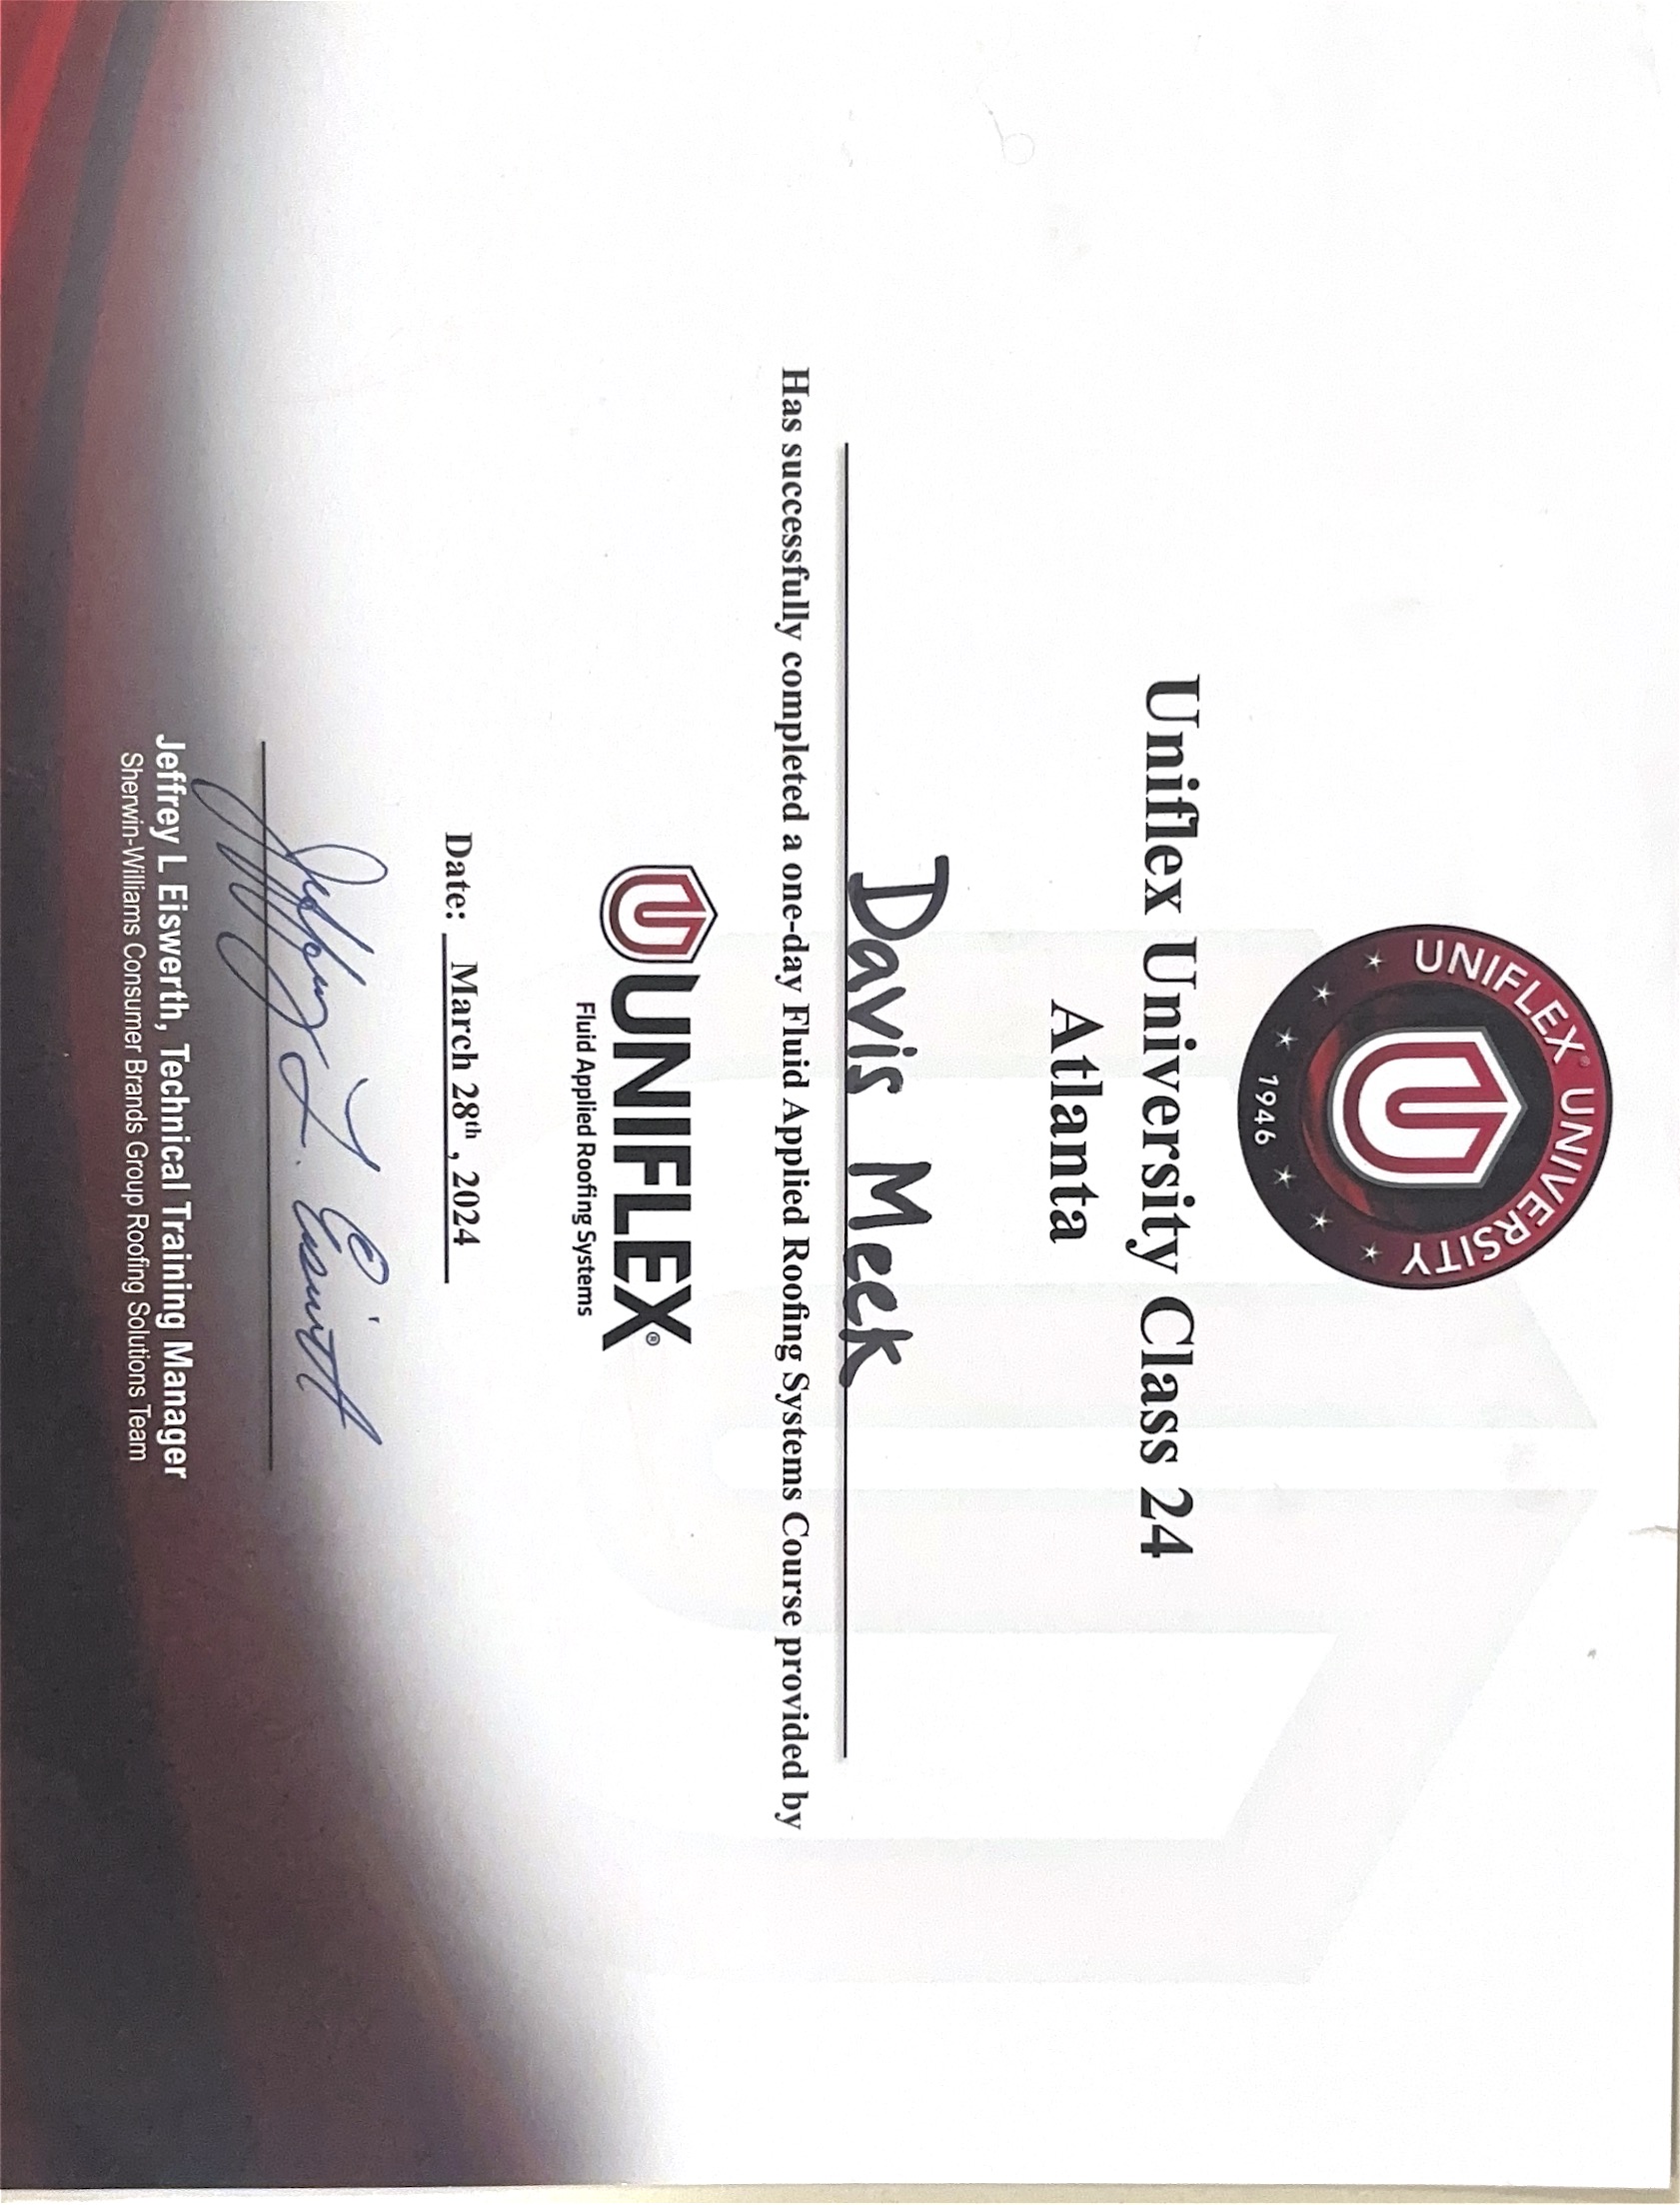 UNIFLEX® UNIVERSITY
1946
Uniflex University Class 24
Atlanta
Davis Meek
Has successfully completed a one-day Fluid Applied Roofing Systems Course provided by
UNIFLEX®
Fluid Applied Roofing Systems
Date: March 28th, 2024
Jeffrey L. Eiswerth
Jeffrey L Eiswerth, Technical Training Manager
Sherwin-Williams Consumer Brands Group Roofing Solutions Team